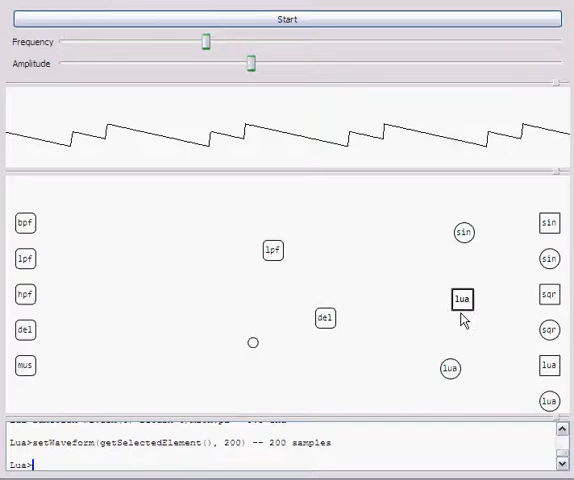 Start
Frequency
Amplitude
bpf
lpf
hpf
del
mus
lpf
del
sin
lua
lua
sin
sin
sqr
sqr
lua
lua
Lua>setWaveform(getSelectedElement(), 200) -- 200 samples
Lua>